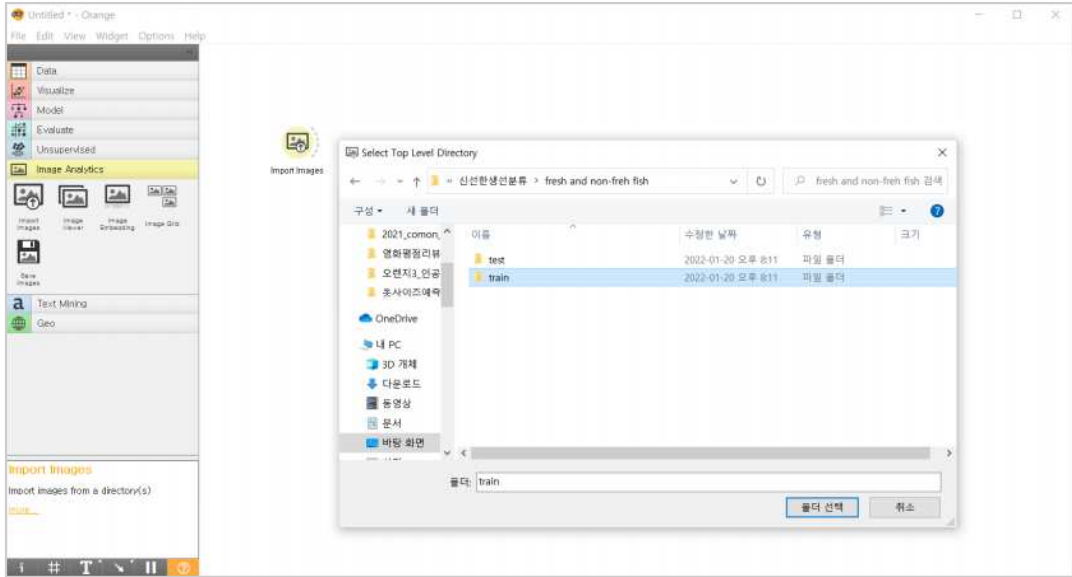 Untitled * - Orange
File Edit View Widget Options Help
Data
Visualize
Model
Evaluate
Unsupervised
Image Analytics
Import Images
Image Viewer
Image Embedding
Image Grid
Save Images
Text Mining
Geo
Import Images
Import images from a directory(s)
more...
Import Images
Select Top Level Directory
신선한생선분류 > fresh and non-freh fish
fresh and non-freh fish 검색
구성
새 폴더
2021_comon_
영화평점리뷰
오렌지3_인공
옷사이즈예측
OneDrive
내 PC
3D 개체
다운로드
동영상
문서
바탕 화면
이름 수정한 날짜 유형 크기
test 2022-01-20 오후 8:11 파일 폴더
train 2022-01-20 오후 8:11 파일 폴더
폴더: train
폴더 선택
취소